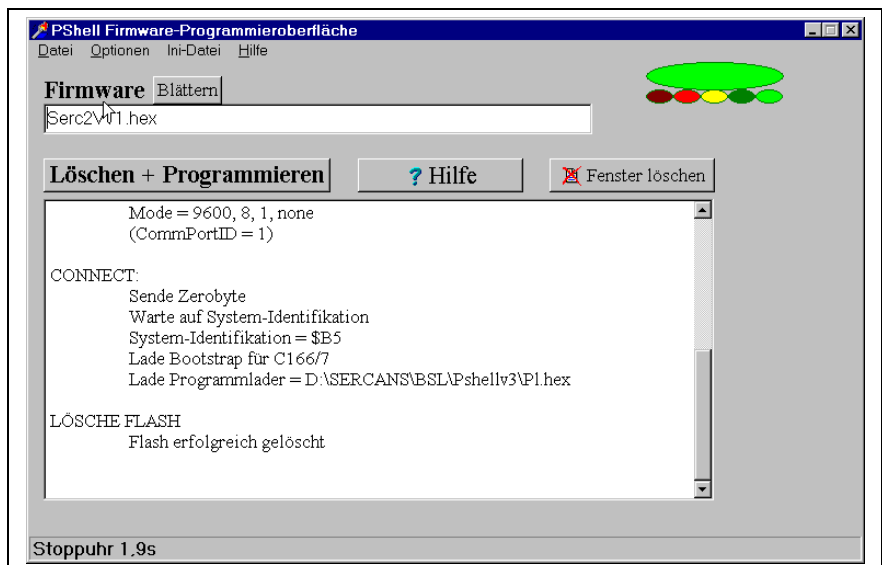 PShell Firmware-Programmieroberfläche
Datei Optionen Ini-Datei Hilfe
Firmware Blättern
Löschen + Programmieren ? Hilfe Fenster löschen
Mode = 9600, 8, 1, none
(CommPortID = 1)
CONNECT:
Sende Zerobyte
Warte auf System-Identifikation
System-Identifikation = $B5
Lade Bootstrap für C166/7
Lade Programmlader = D:\SERCANS\BSL\Pshellv3\Pl.hex
LÖSCHE FLASH
Flash erfolgreich gelöscht
Stoppuhr 1,9s